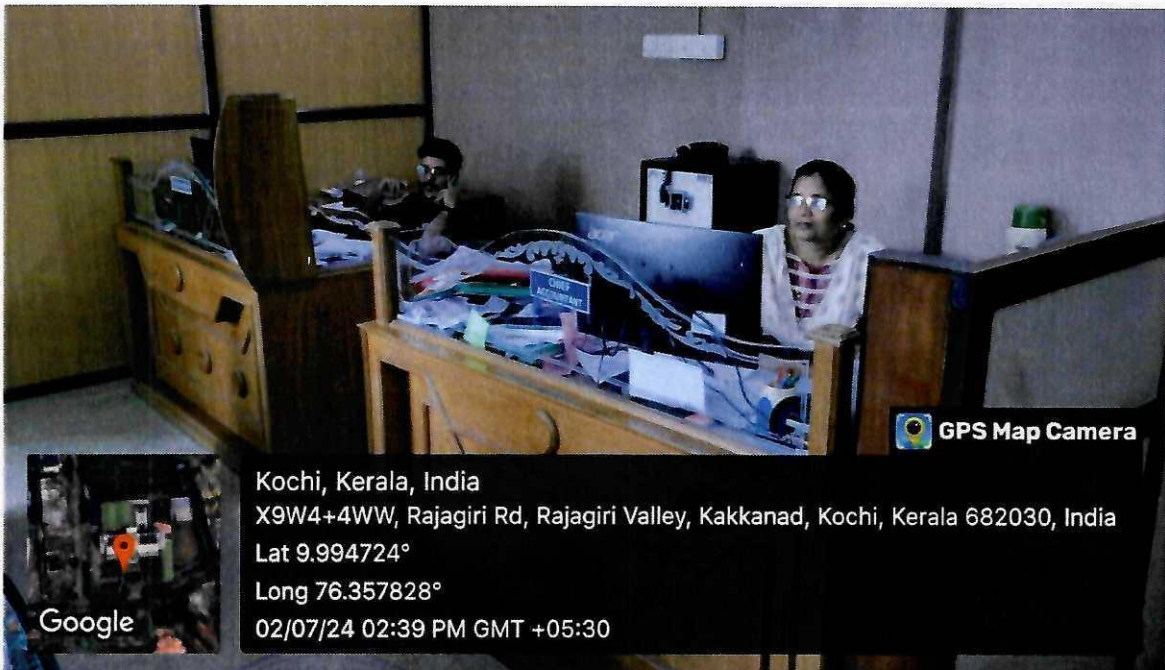 acer
CHIEF
ACCOUNTANT
GPS Map Camera
Kochi, Kerala, India
X9W4+4WW, Rajagiri Rd, Rajagiri Valley, Kakkanad, Kochi, Kerala 682030, India
Lat 9.994724°
Long 76.357828°
02/07/24 02:39 PM GMT +05:30
Google